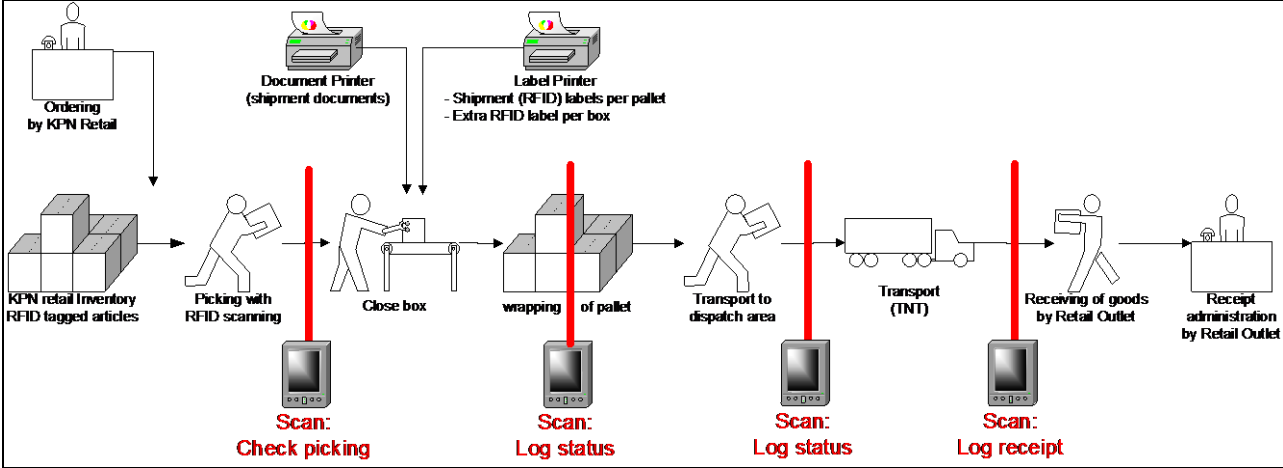 Ordering
by KPN Retail
Document Printer
(shipment documents)
Label Printer
- Shipment (RFID) labels per pallet
- Extra RFID label per box
KPN retail Inventory
RFID tagged articles
Picking with
RFID scanning
Close box
wrapping of pallet
Transport to
dispatch area
Transport
(TNT)
Receiving of goods
by Retail Outlet
Receipt
administration
by Retail Outlet
Scan:
Check picking
Scan:
Log status
Scan:
Log status
Scan:
Log receipt